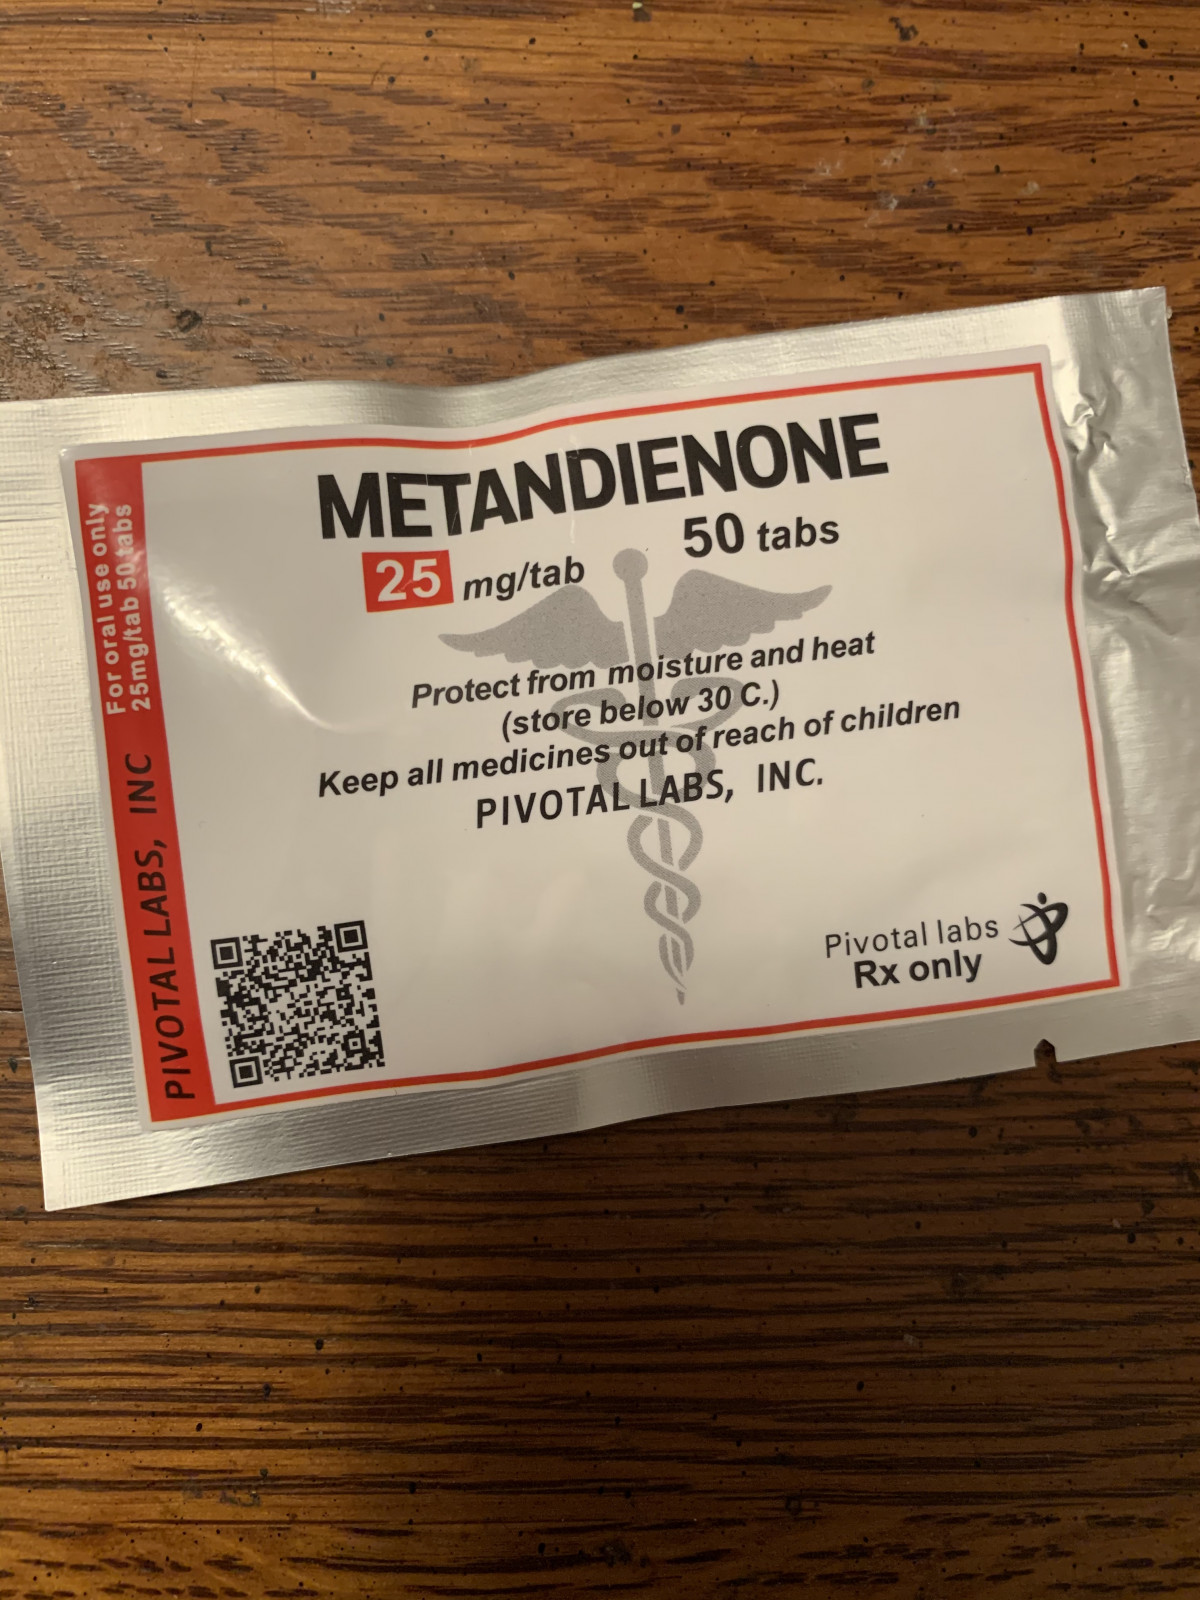 METANDIENONE
25 mg/tab 50 tabs
Protect from moisture and heat
(store below 30 C.)
Keep all medicines out of reach of children
PIVOTAL LABS, INC.
Pivotal labs
Rx only
For oral use only
25mg/tab 50 tabs
PIVOTAL LABS, INC